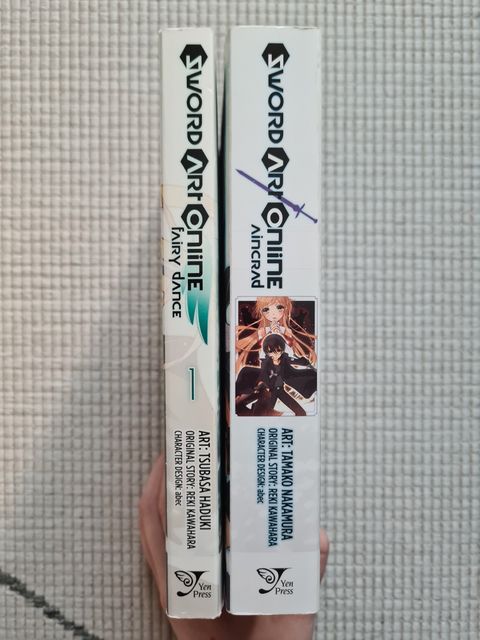 SWORD ART ONLINE
fairy dance
1
ART: TSUBASA HADUKI
ORIGINAL STORY: REKI KAWAHARA
CHARACTER DESIGN: abec
Yen
Press
SWORD ART ONLINE
AINCRAD
ART: TAMAKO NAKAMURA
ORIGINAL STORY: REKI KAWAHARA
CHARACTER DESIGN: abec
Yen
Press